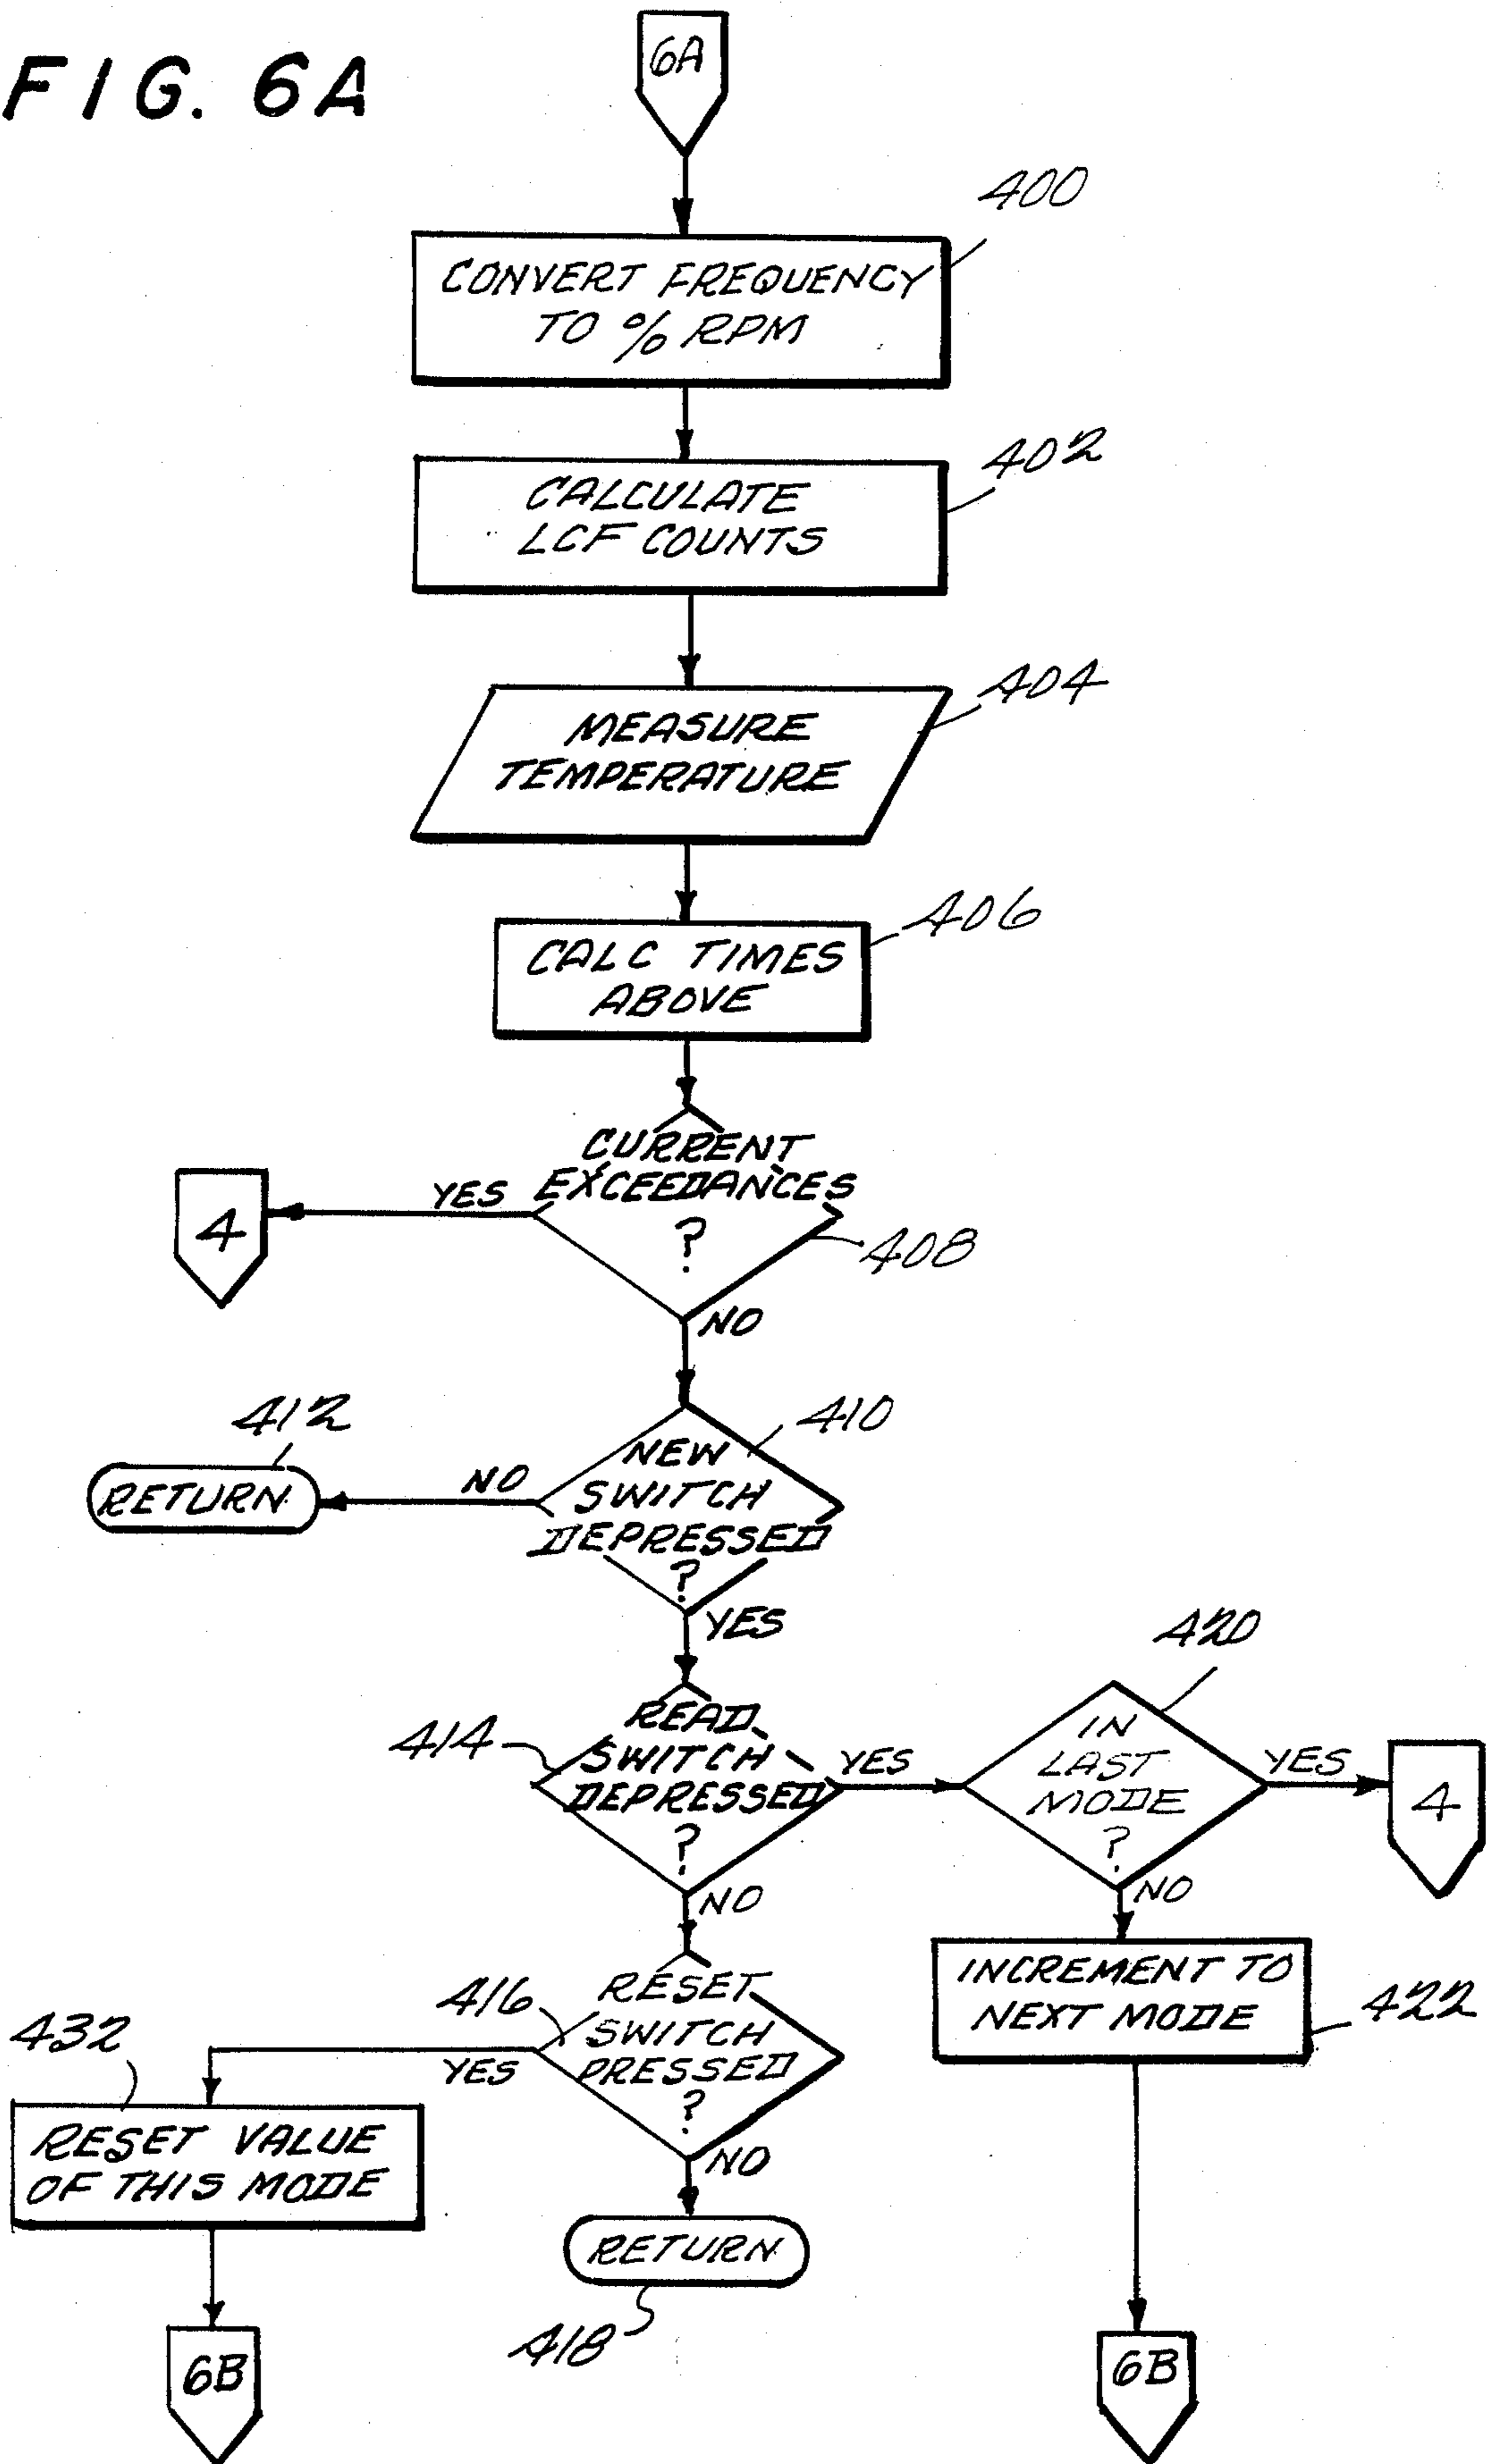 FIG. 6A
6A
400
CONVERT FREQUENCY
TO % RPM
402
CALCULATE
LCF COUNTS
404
MEASURE
TEMPERATURE
406
CALC TIMES
ABOVE
CURRENT
EXCEEDANCES
?
YES
4
408
NO
412
410
NEW
SWITCH
DEPRESSED
?
NO
RETURN
YES
420
414
READ
SWITCH
DEPRESSED
?
YES
IN
LAST
MODE
?
YES
4
NO
NO
416
RESET
SWITCH
PRESSED
?
INCREMENT TO
NEXT MODE
422
432
YES
RESET VALUE
OF THIS MODE
NO
RETURN
418
6B
6B